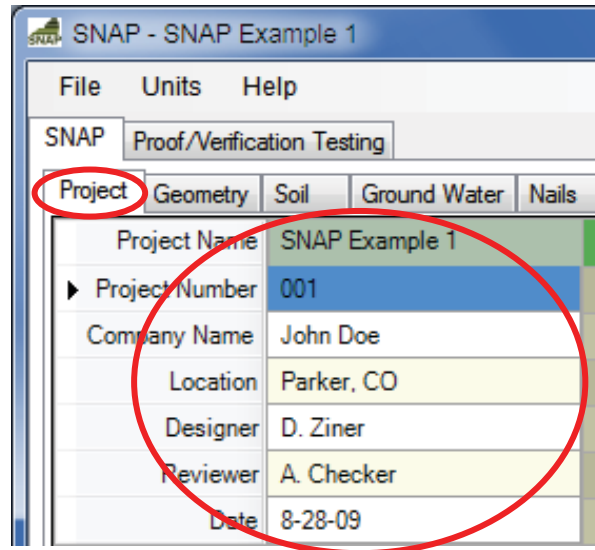 SNAP SNAP - SNAP Example 1
File Units Help
SNAP Proof/Verification Testing
Project Geometry Soil Ground Water Nails
Project Name SNAP Example 1
Project Number 001
Company Name John Doe
Location Parker, CO
Designer D. Ziner
Reviewer A. Checker
Date 8-28-09